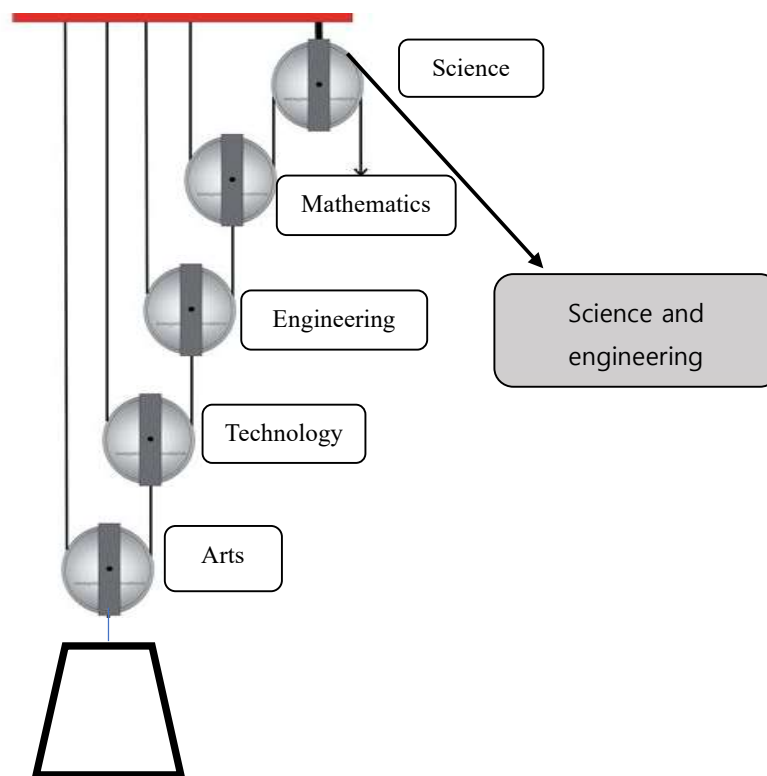 Science
Mathematics
Engineering
Science and
engineering
Technology
Arts